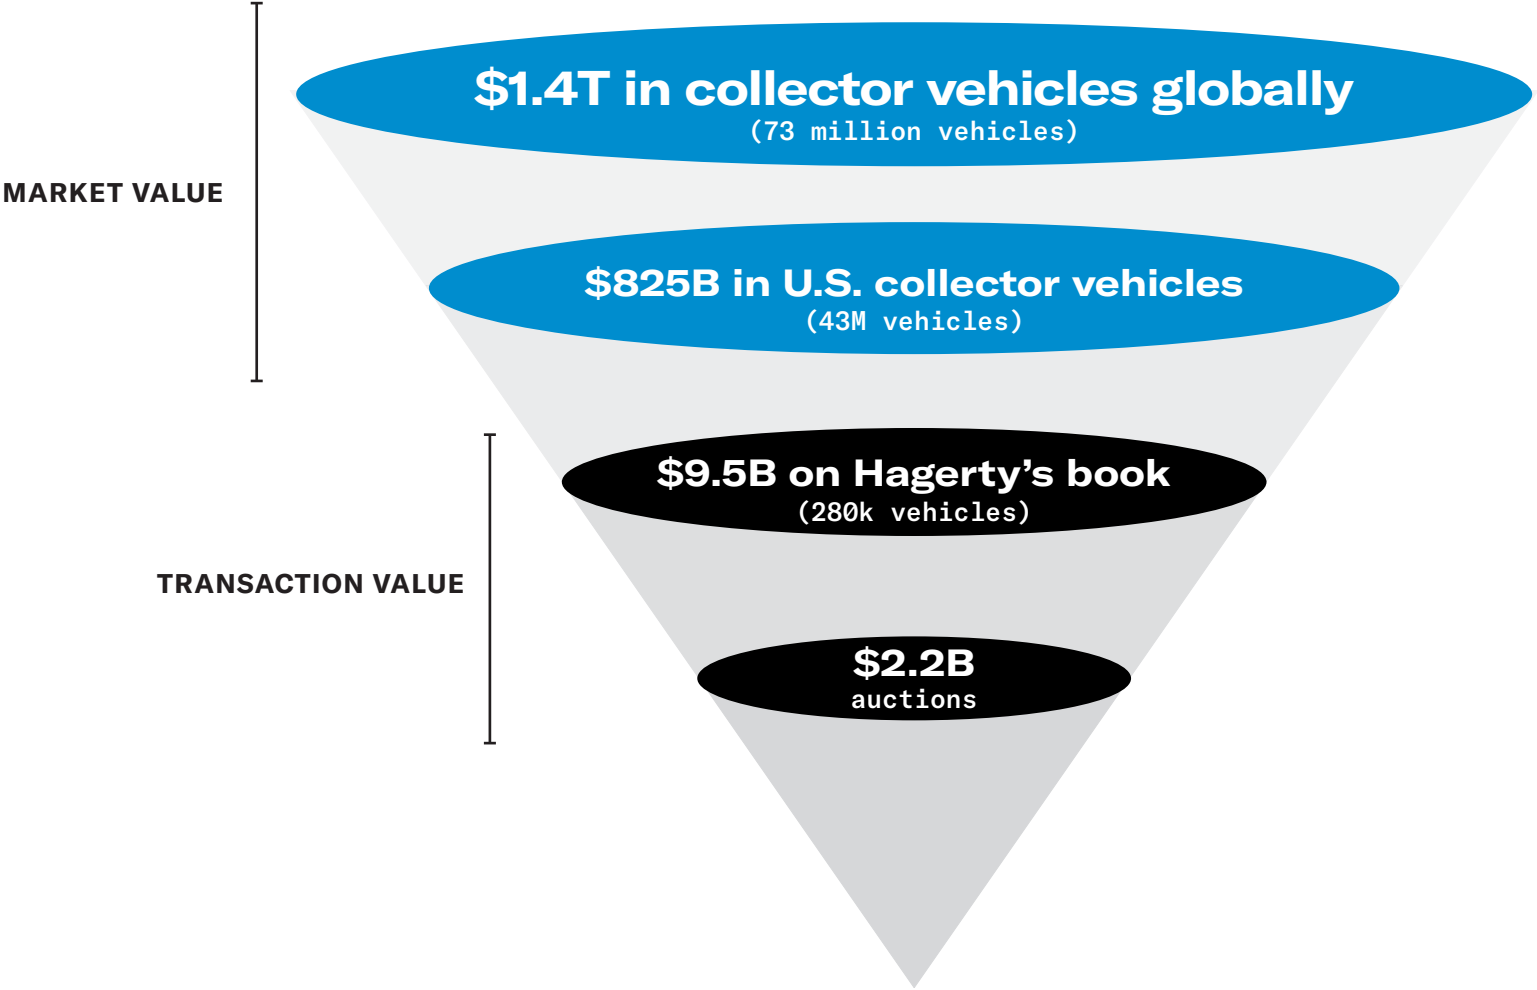 $1.4T in collector vehicles globally
(73 million vehicles)
MARKET VALUE
$825B in U.S. collector vehicles
(43M vehicles)
$9.5B on Hagerty’s book
(280k vehicles)
TRANSACTION VALUE
$2.2B
auctions